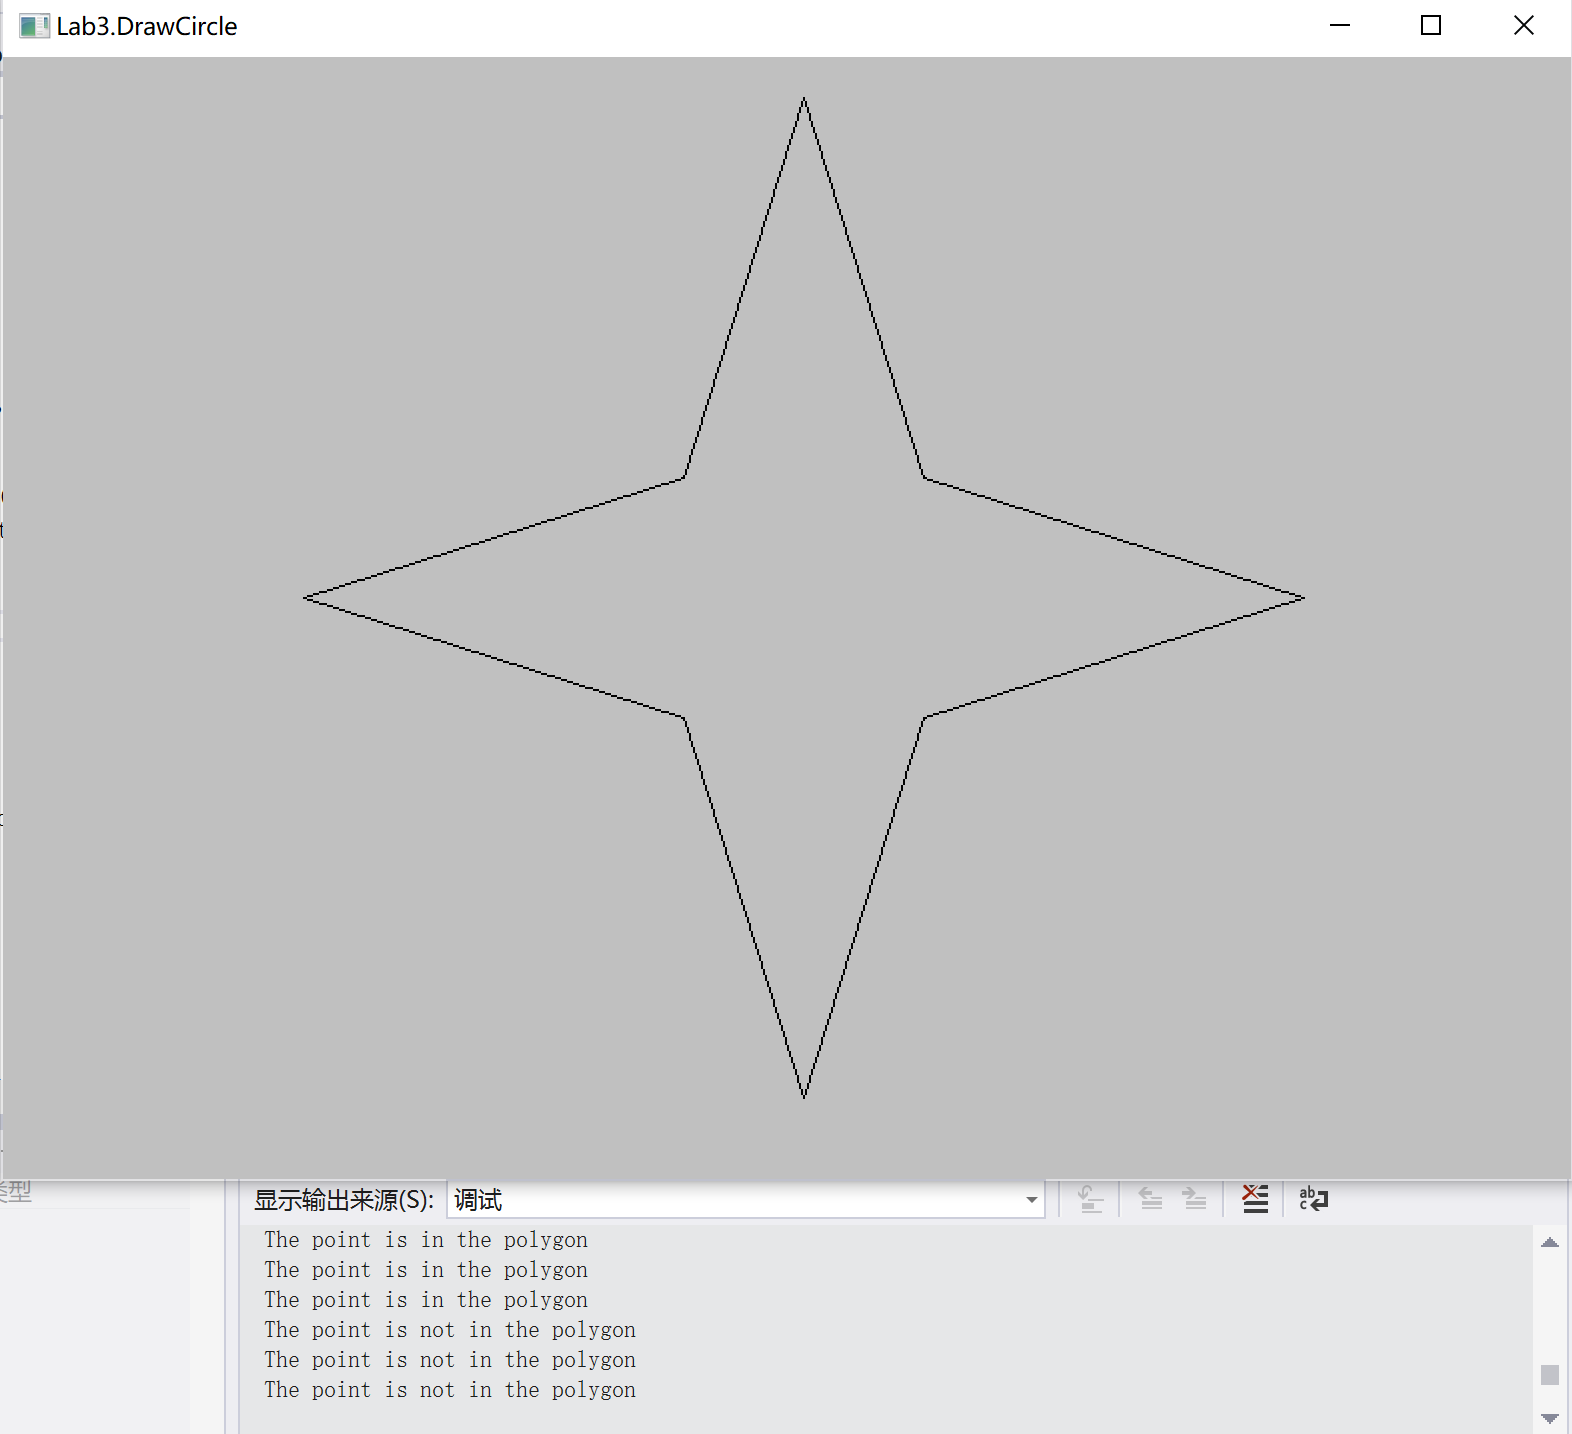 Lab3.DrawCircle
类型
显示输出来源(S): 调试
The point is in the polygon
The point is in the polygon
The point is in the polygon
The point is not in the polygon
The point is not in the polygon
The point is not in the polygon